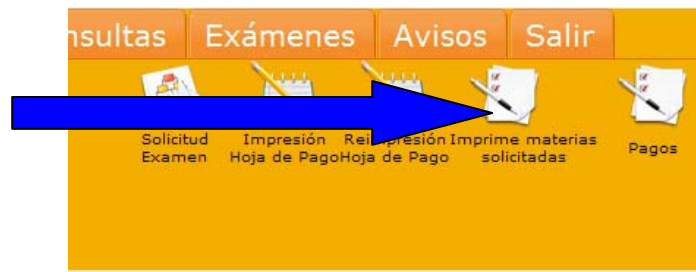 nsultas Exámenes Avisos Salir
Solicitud Impresión Reimpresión Imprime materias Pagos
Examen Hoja de Pago Hoja de Pago solicitadas